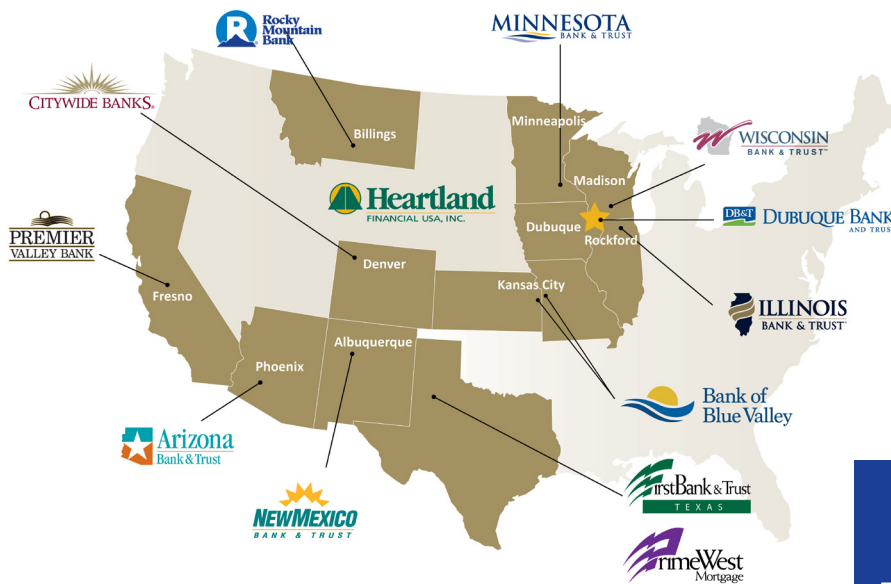 R
Rocky
Mountain
Bank
MINNESOTA
BANK & TRUST
CITYWIDE BANKS®
Billings
Minneapolis
WISCONSIN
BANK & TRUST™
Madison
Heartland
FINANCIAL USA, INC.
DB&T DUBUQUE BANK
AND TRUST
Dubuque
Rockford
PREMIER
VALLEY BANK
Denver
Fresno
Kansas City
ILLINOIS
BANK & TRUST
Albuquerque
Phoenix
Bank of
Blue Valley
Arizona
Bank & Trust
FirstBank & Trust
TEXAS
NEW MEXICO
BANK & TRUST
PrimeWest
Mortgage